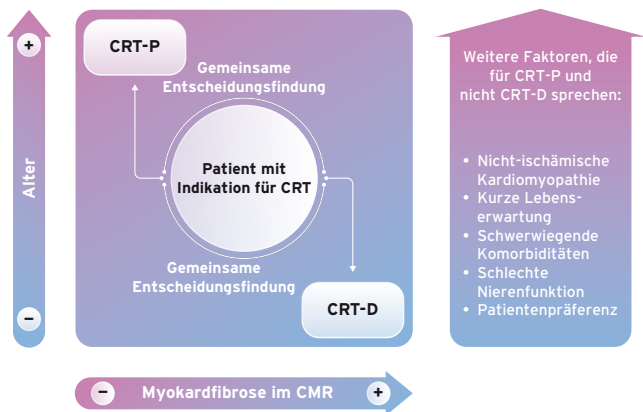 +
Alter
−
CRT-P
Gemeinsame
Entscheidungsfindung
Patient mit
Indikation für CRT
Gemeinsame
Entscheidungsfindung
CRT-D
− Myokardfibrose im CMR +
Weitere Faktoren, die
für CRT-P und
nicht CRT-D sprechen:
• Nicht-ischämische
Kardiomyopathie
• Kurze Lebens-
erwartung
• Schwerwiegende
Komorbiditäten
• Schlechte
Nierenfunktion
• Patientenpräferenz